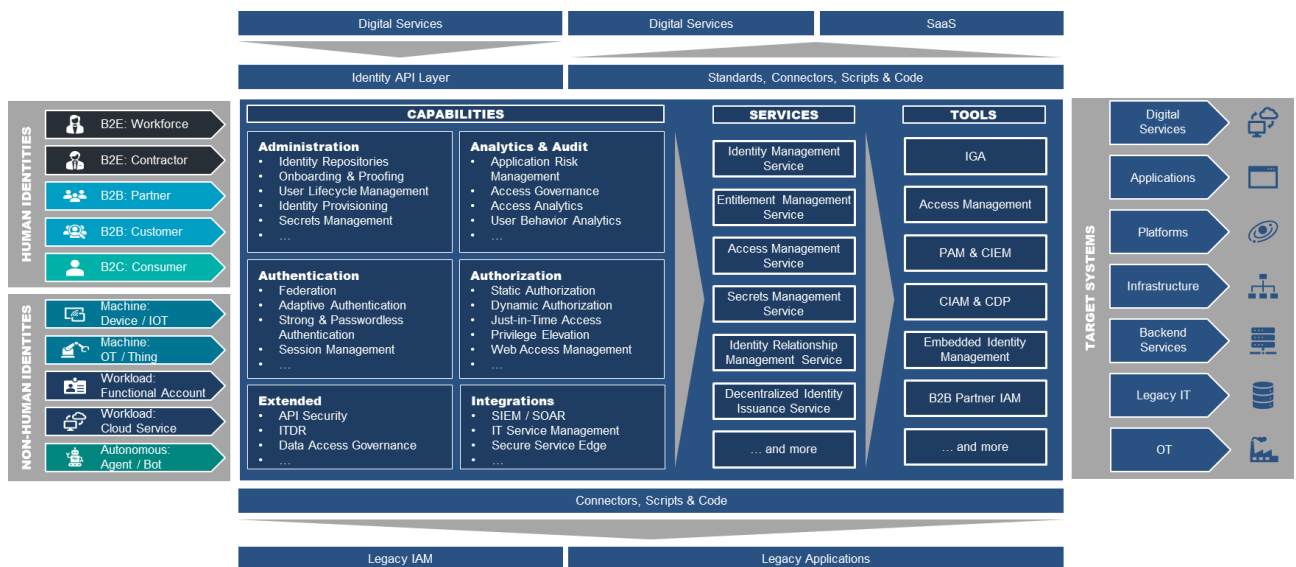 Digital Services
Digital Services
SaaS
Identity API Layer
Standards, Connectors, Scripts & Code
HUMAN IDENTITIES
B2E: Workforce
B2E: Contractor
B2B: Partner
B2B: Customer
B2C: Consumer
NON-HUMAN IDENTITES
Machine:
Device / IOT
Machine:
OT / Thing
Workload:
Functional Account
Workload:
Cloud Service
Autonomous:
Agent / Bot
CAPABILITIES
Administration
• Identity Repositories
• Onboarding & Proofing
• User Lifecycle Management
• Identity Provisioning
• Secrets Management
• …
Analytics & Audit
• Application Risk
Management
• Access Governance
• Access Analytics
• User Behavior Analytics
• …
Authentication
• Federation
• Adaptive Authentication
• Strong & Passwordless
Authentication
• Session Management
• …
Authorization
• Static Authorization
• Dynamic Authorization
• Just-in-Time Access
• Privilege Elevation
• Web Access Management
• …
Extended
• API Security
• ITDR
• Data Access Governance
• …
Integrations
• SIEM / SOAR
• IT Service Management
• Secure Service Edge
• …
SERVICES
Identity Management
Service
Entitlement Management
Service
Access Management
Service
Secrets Management
Service
Identity Relationship
Management Service
Decentralized Identity
Issuance Service
… and more
TOOLS
IGA
Access Management
PAM & CIEM
CIAM & CDP
Embedded Identity
Management
B2B Partner IAM
… and more
TARGET SYSTEMS
Digital
Services
Applications
Platforms
Infrastructure
Backend
Services
Legacy IT
OT
Connectors, Scripts & Code
Legacy IAM
Legacy Applications